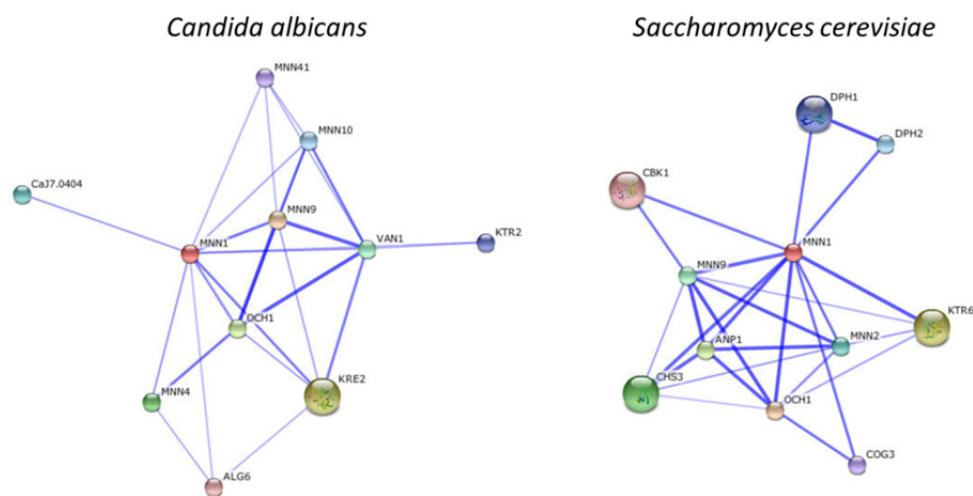 Candida albicans
MNN41
MNN10
CaJ7.0404
MNN9
MNN1
VAN1
KTR2
OCH1
KRE2
MNN4
ALG6
Saccharomyces cerevisiae
DPH1
DPH2
CBK1
MNN1
MNN9
KTR6
ANP1
MNN2
CHS3
OCH1
COG3